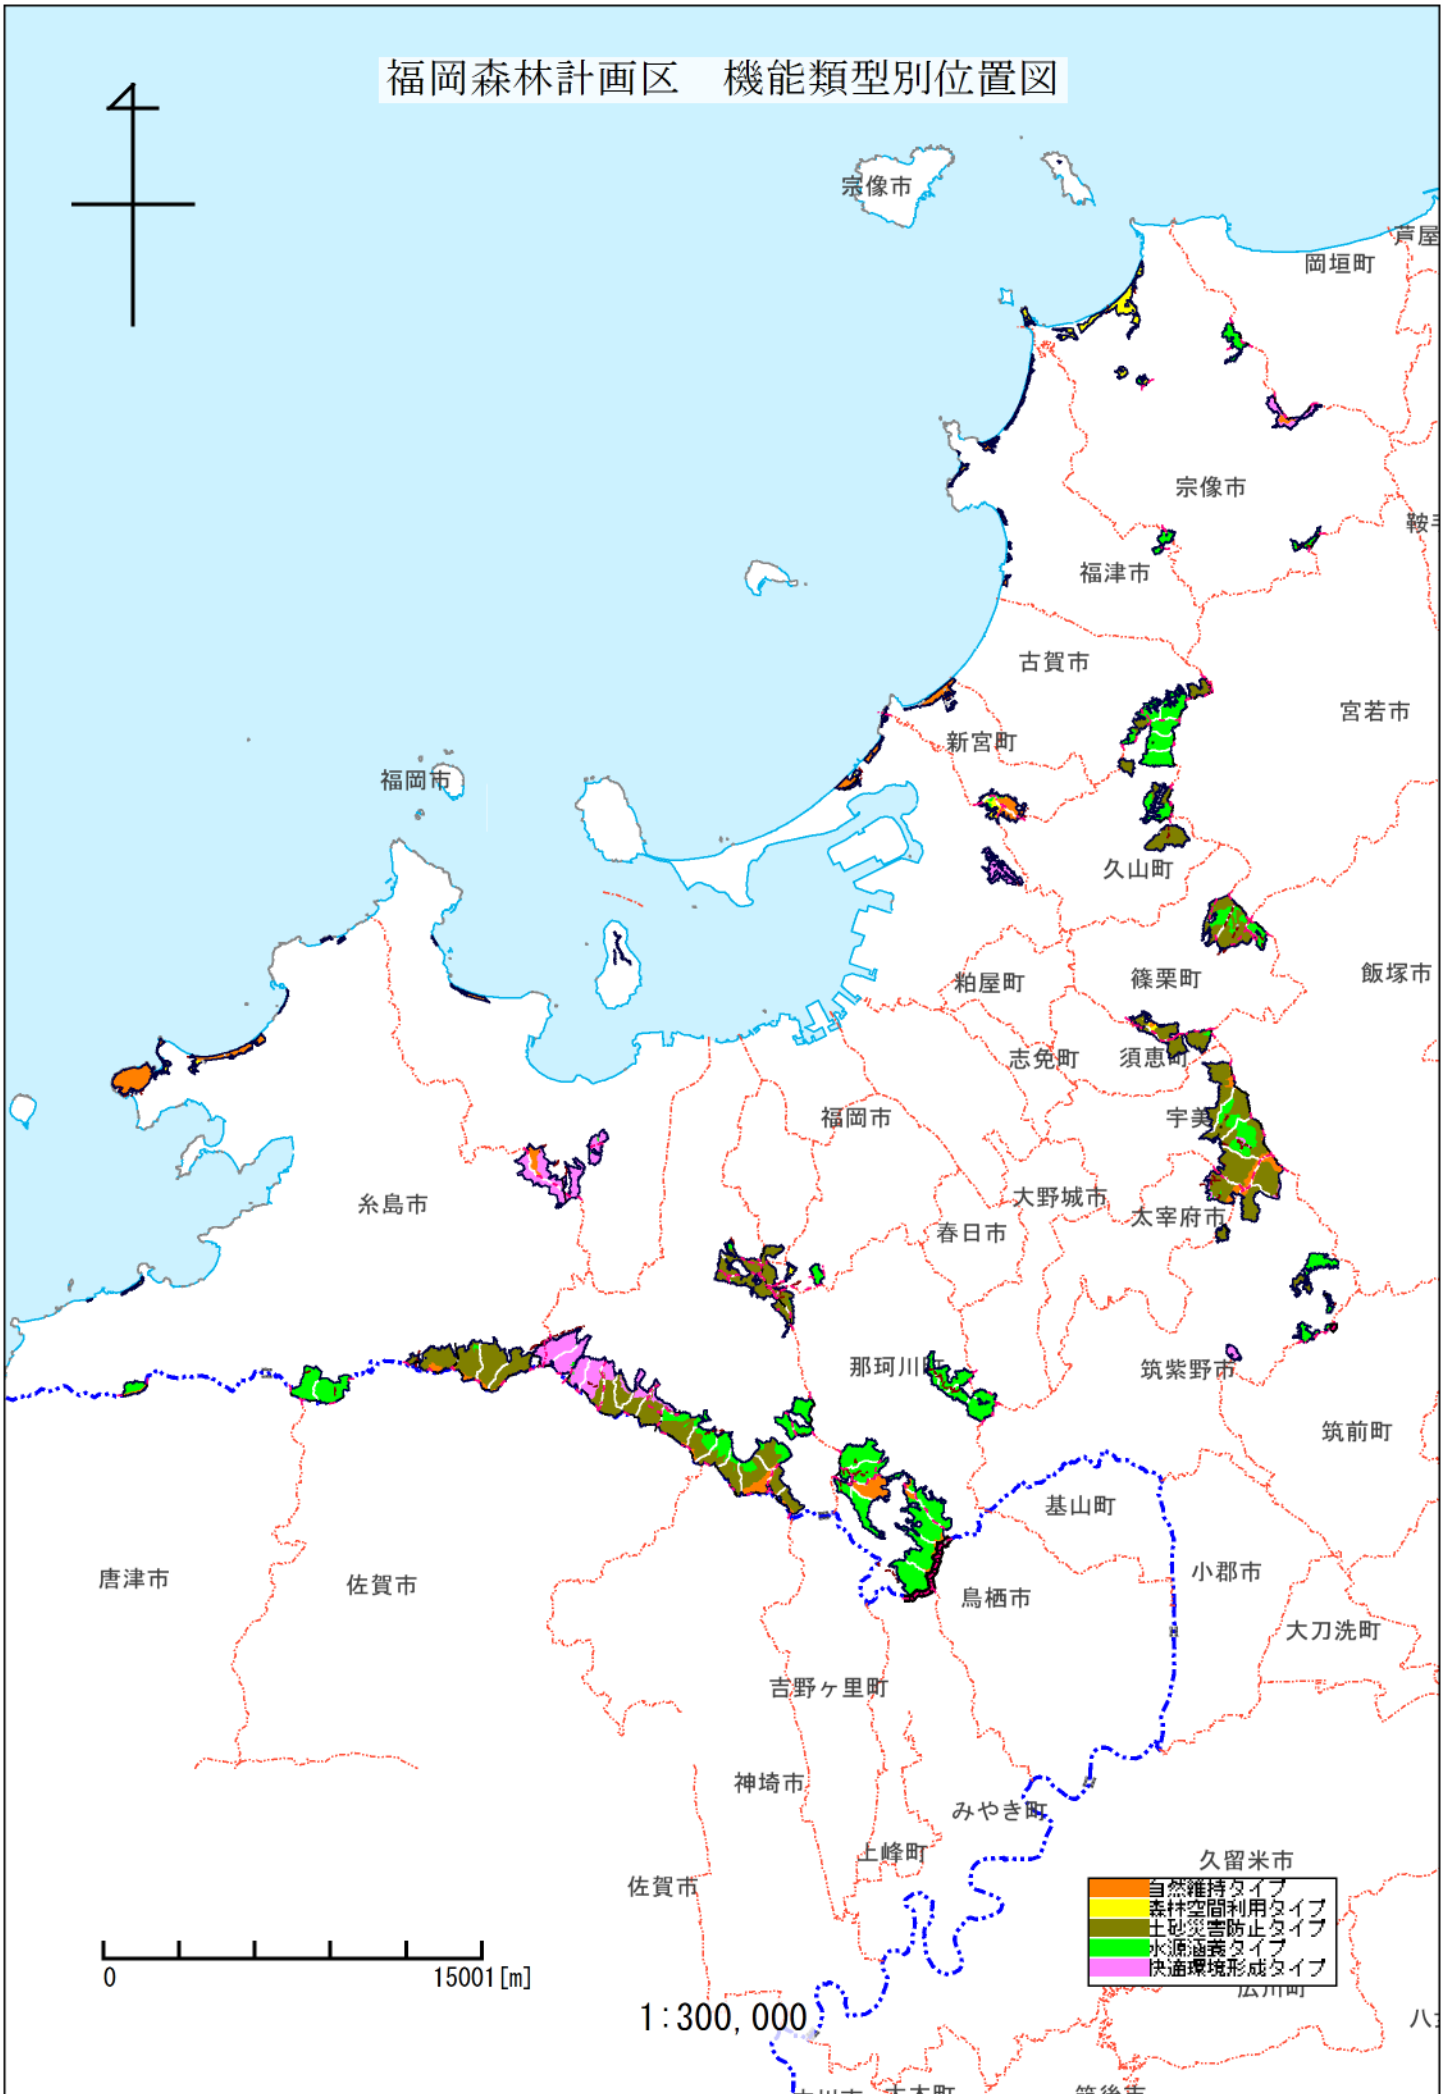 福岡森林計画区　機能類型別位置図
宗像市
芦屋
岡垣町
宗像市
福津市
古賀市
宮若市
新宮町
福岡市
久山町
粕屋町
篠栗町
飯塚市
志免町
須恵町
福岡市
宇美
糸島市
大野城市
太宰府市
春日市
那珂川
筑紫野市
筑前町
基山町
唐津市
佐賀市
鳥栖市
小郡市
大刀洗町
吉野ヶ里町
神埼市
みやき町
上峰町
佐賀市
久留米市
自然維持タイプ
森林空間利用タイプ
土砂災害防止タイプ
水源涵養タイプ
快適環境形成タイプ
広川町
0
15001[m]
1:300,000
八